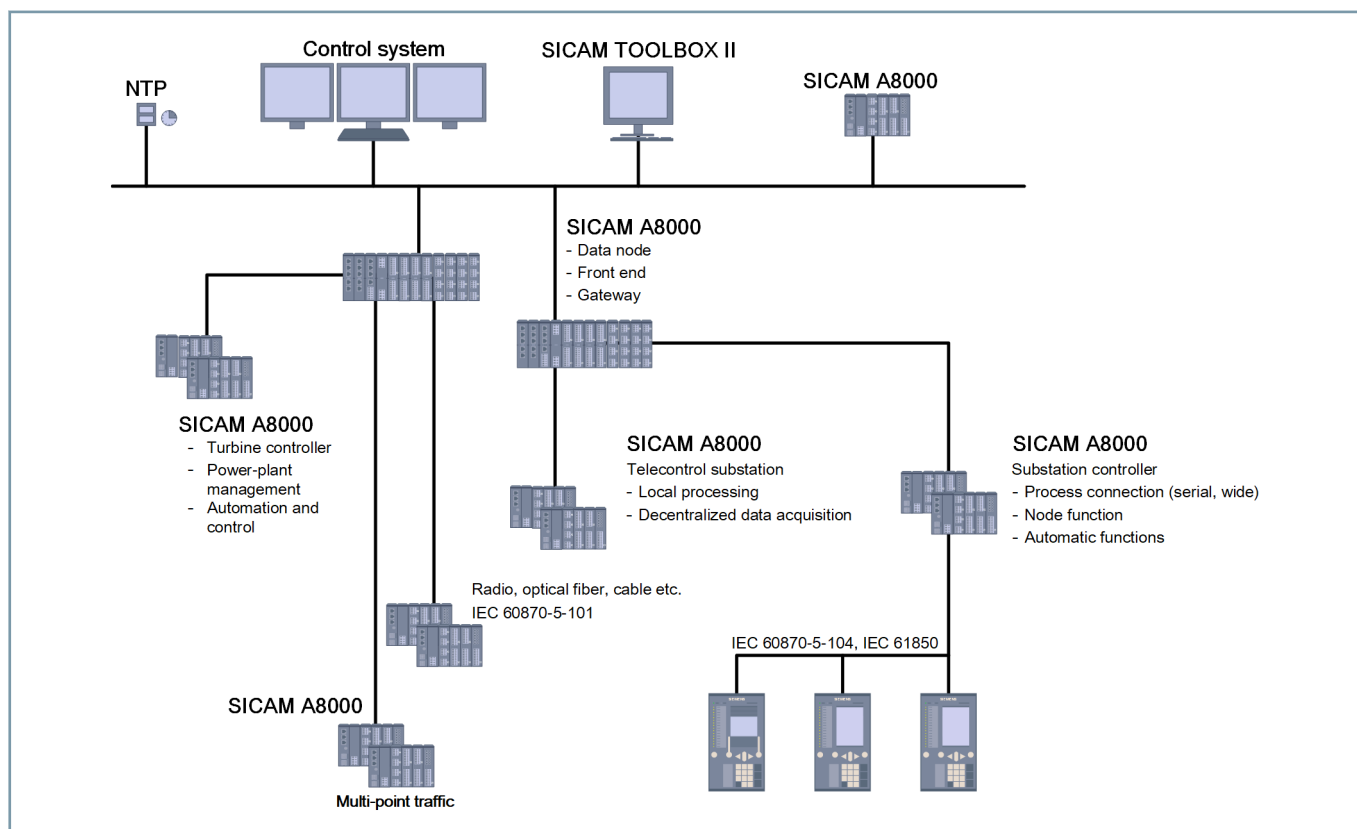 Control system
SICAM TOOLBOX II
NTP
SICAM A8000
SICAM A8000
- Data node
- Front end
- Gateway
SICAM A8000
- Turbine controller
- Power-plant
management
- Automation and
control
SICAM A8000
Telecontrol substation
- Local processing
- Decentralized data acquisition
SICAM A8000
Substation controller
- Process connection (serial, wide)
- Node function
- Automatic functions
Radio, optical fiber, cable etc.
IEC 60870-5-101
IEC 60870-5-104, IEC 61850
SICAM A8000
Multi-point traffic
SIEMENS
SIEMENS
SIEMENS